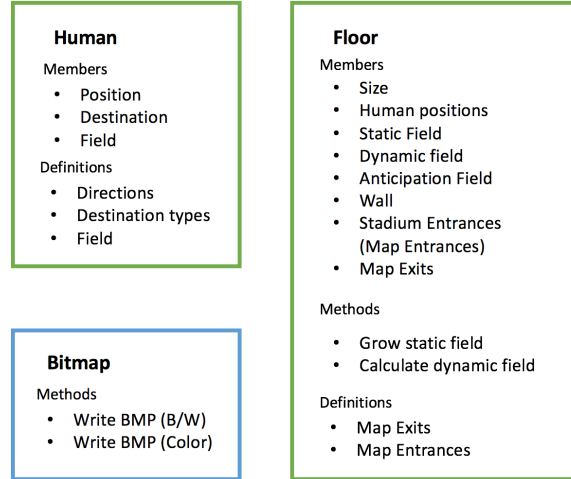 Human
Members
• Position
• Destination
• Field
Definitions
• Directions
• Destination types
• Field
Bitmap
Methods
• Write BMP (B/W)
• Write BMP (Color)
Floor
Members
• Size
• Human positions
• Static Field
• Dynamic field
• Anticipation Field
• Wall
• Stadium Entrances
(Map Entrances)
• Map Exits
Methods
• Grow static field
• Calculate dynamic field
Definitions
• Map Exits
• Map Entrances